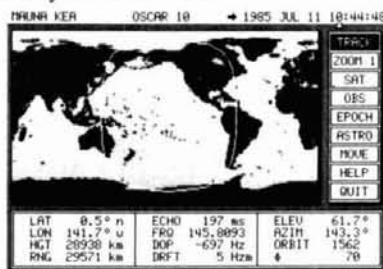 MAUNA KEA OSCAR 10 → 1985 JUL 11 10:44:48
TRACK
ZOOM 1
SAT
OBS
EPOCH
ASTRO
MOVE
HELP
QUIT
LAT 0.5° n ECHO 197 ms ELEV 61.7°
LON 141.7° w FRQ 145.8093 AZIM 143.3°
HGT 28938 km DOP -697 Hz ORBIT 1562
RNG 29571 km DRFT 5 Hzm ϕ 70